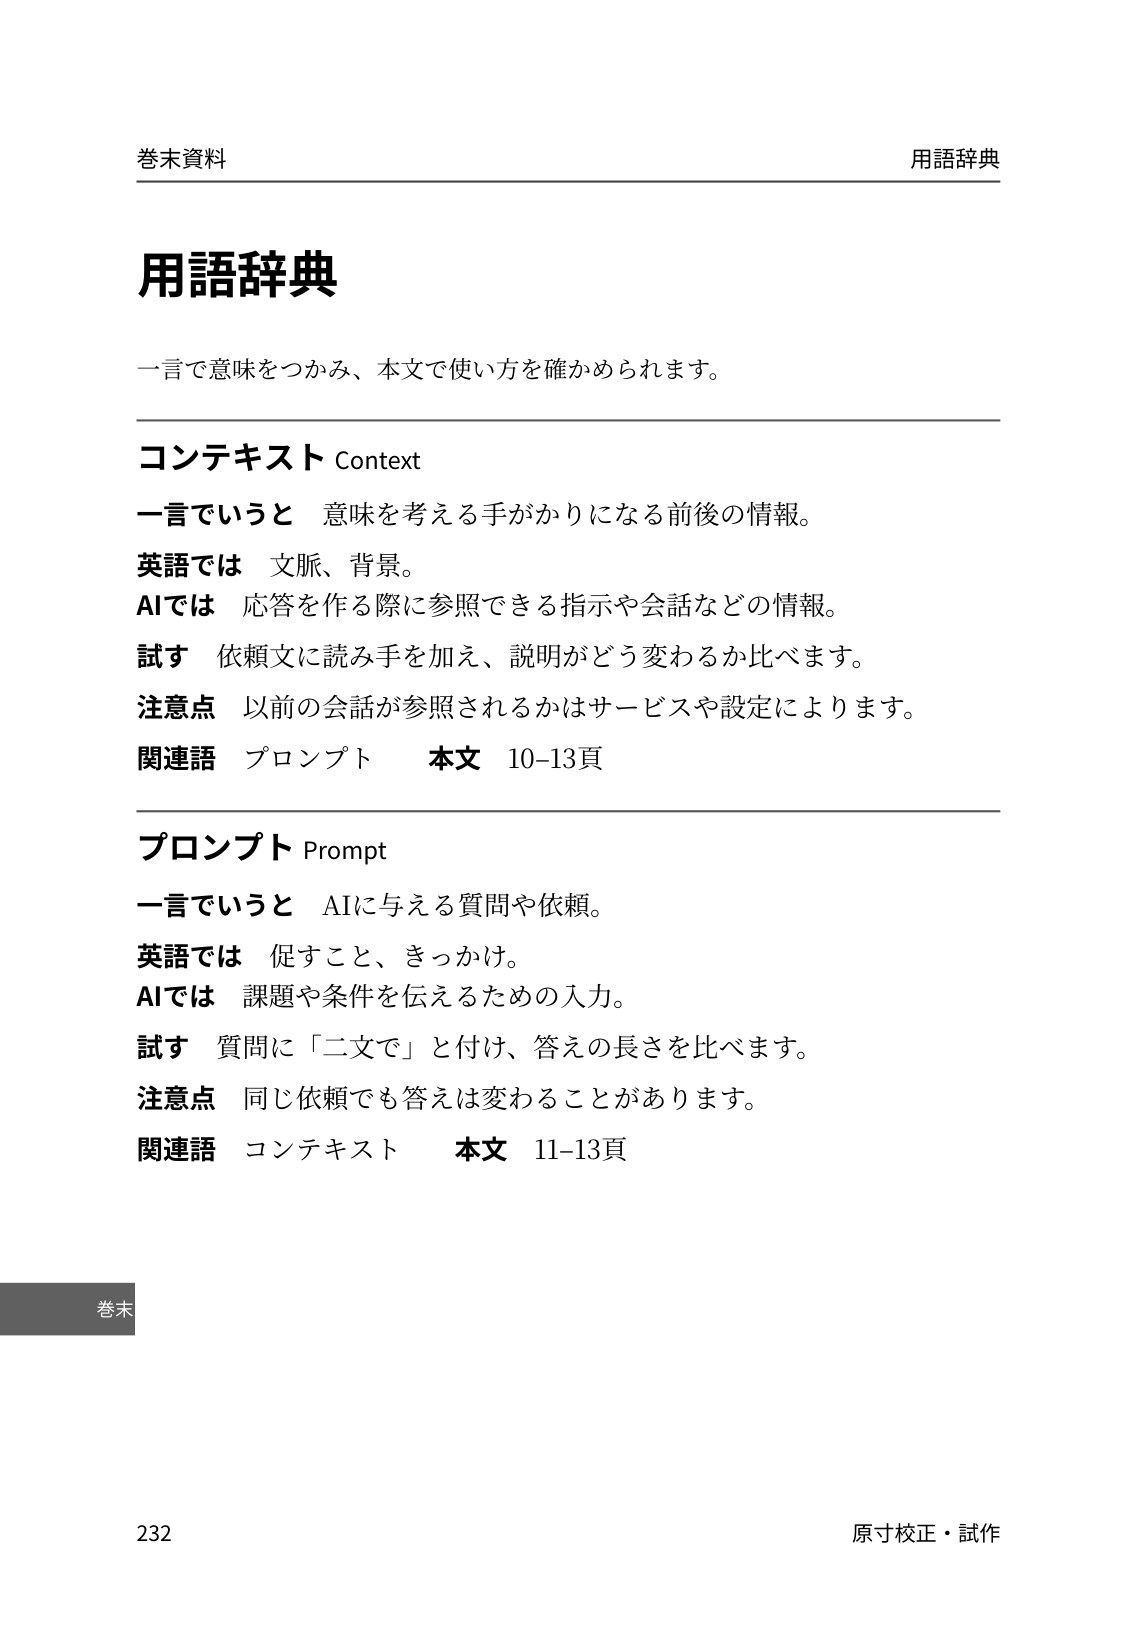 巻末資料 用語辞典
用語辞典
一言で意味をつかみ、本文で使い方を確かめられます。
コンテキスト Context
一言でいうと　意味を考える手がかりになる前後の情報。
英語では　文脈、背景。
AIでは　応答を作る際に参照できる指示や会話などの情報。
試す　依頼文に読み手を加え、説明がどう変わるか比べます。
注意点　以前の会話が参照されるかはサービスや設定によります。
関連語　プロンプト　　本文　10–13頁
プロンプト Prompt
一言でいうと　AIに与える質問や依頼。
英語では　促すこと、きっかけ。
AIでは　課題や条件を伝えるための入力。
試す　質問に「二文で」と付け、答えの長さを比べます。
注意点　同じ依頼でも答えは変わることがあります。
関連語　コンテキスト　　本文　11–13頁
巻末
232 原寸校正・試作